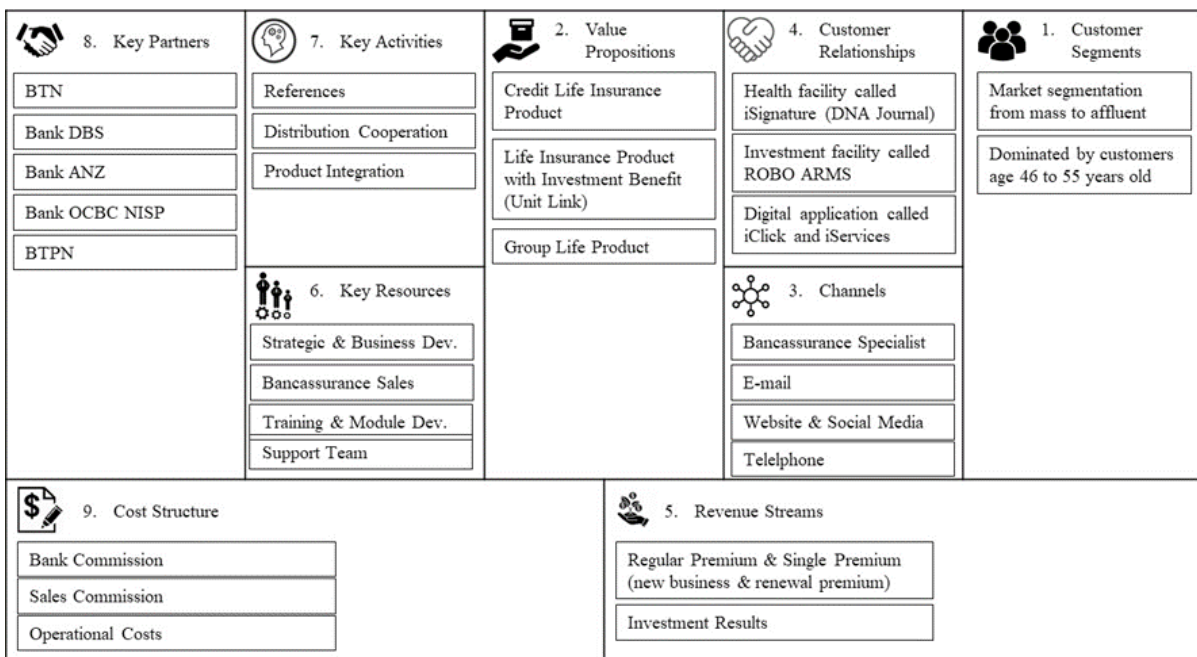 8. Key Partners
BTN
Bank DBS
Bank ANZ
Bank OCBC NISP
BTPN
7. Key Activities
References
Distribution Cooperation
Product Integration
6. Key Resources
Strategic & Business Dev.
Bancassurance Sales
Training & Module Dev.
Support Team
2. Value
Propositions
Credit Life Insurance
Product
Life Insurance Product
with Investment Benefit
(Unit Link)
Group Life Product
4. Customer
Relationships
Health facility called
iSignature (DNA Journal)
Investment facility called
ROBO ARMS
Digital application called
iClick and iServices
3. Channels
Bancassurance Specialist
E-mail
Website & Social Media
Telelphone
1. Customer
Segments
Market segmentation
from mass to affluent
Dominated by customers
age 46 to 55 years old
$
9. Cost Structure
Bank Commission
Sales Commission
Operational Costs
5. Revenue Streams
Regular Premium & Single Premium
(new business & renewal premium)
Investment Results